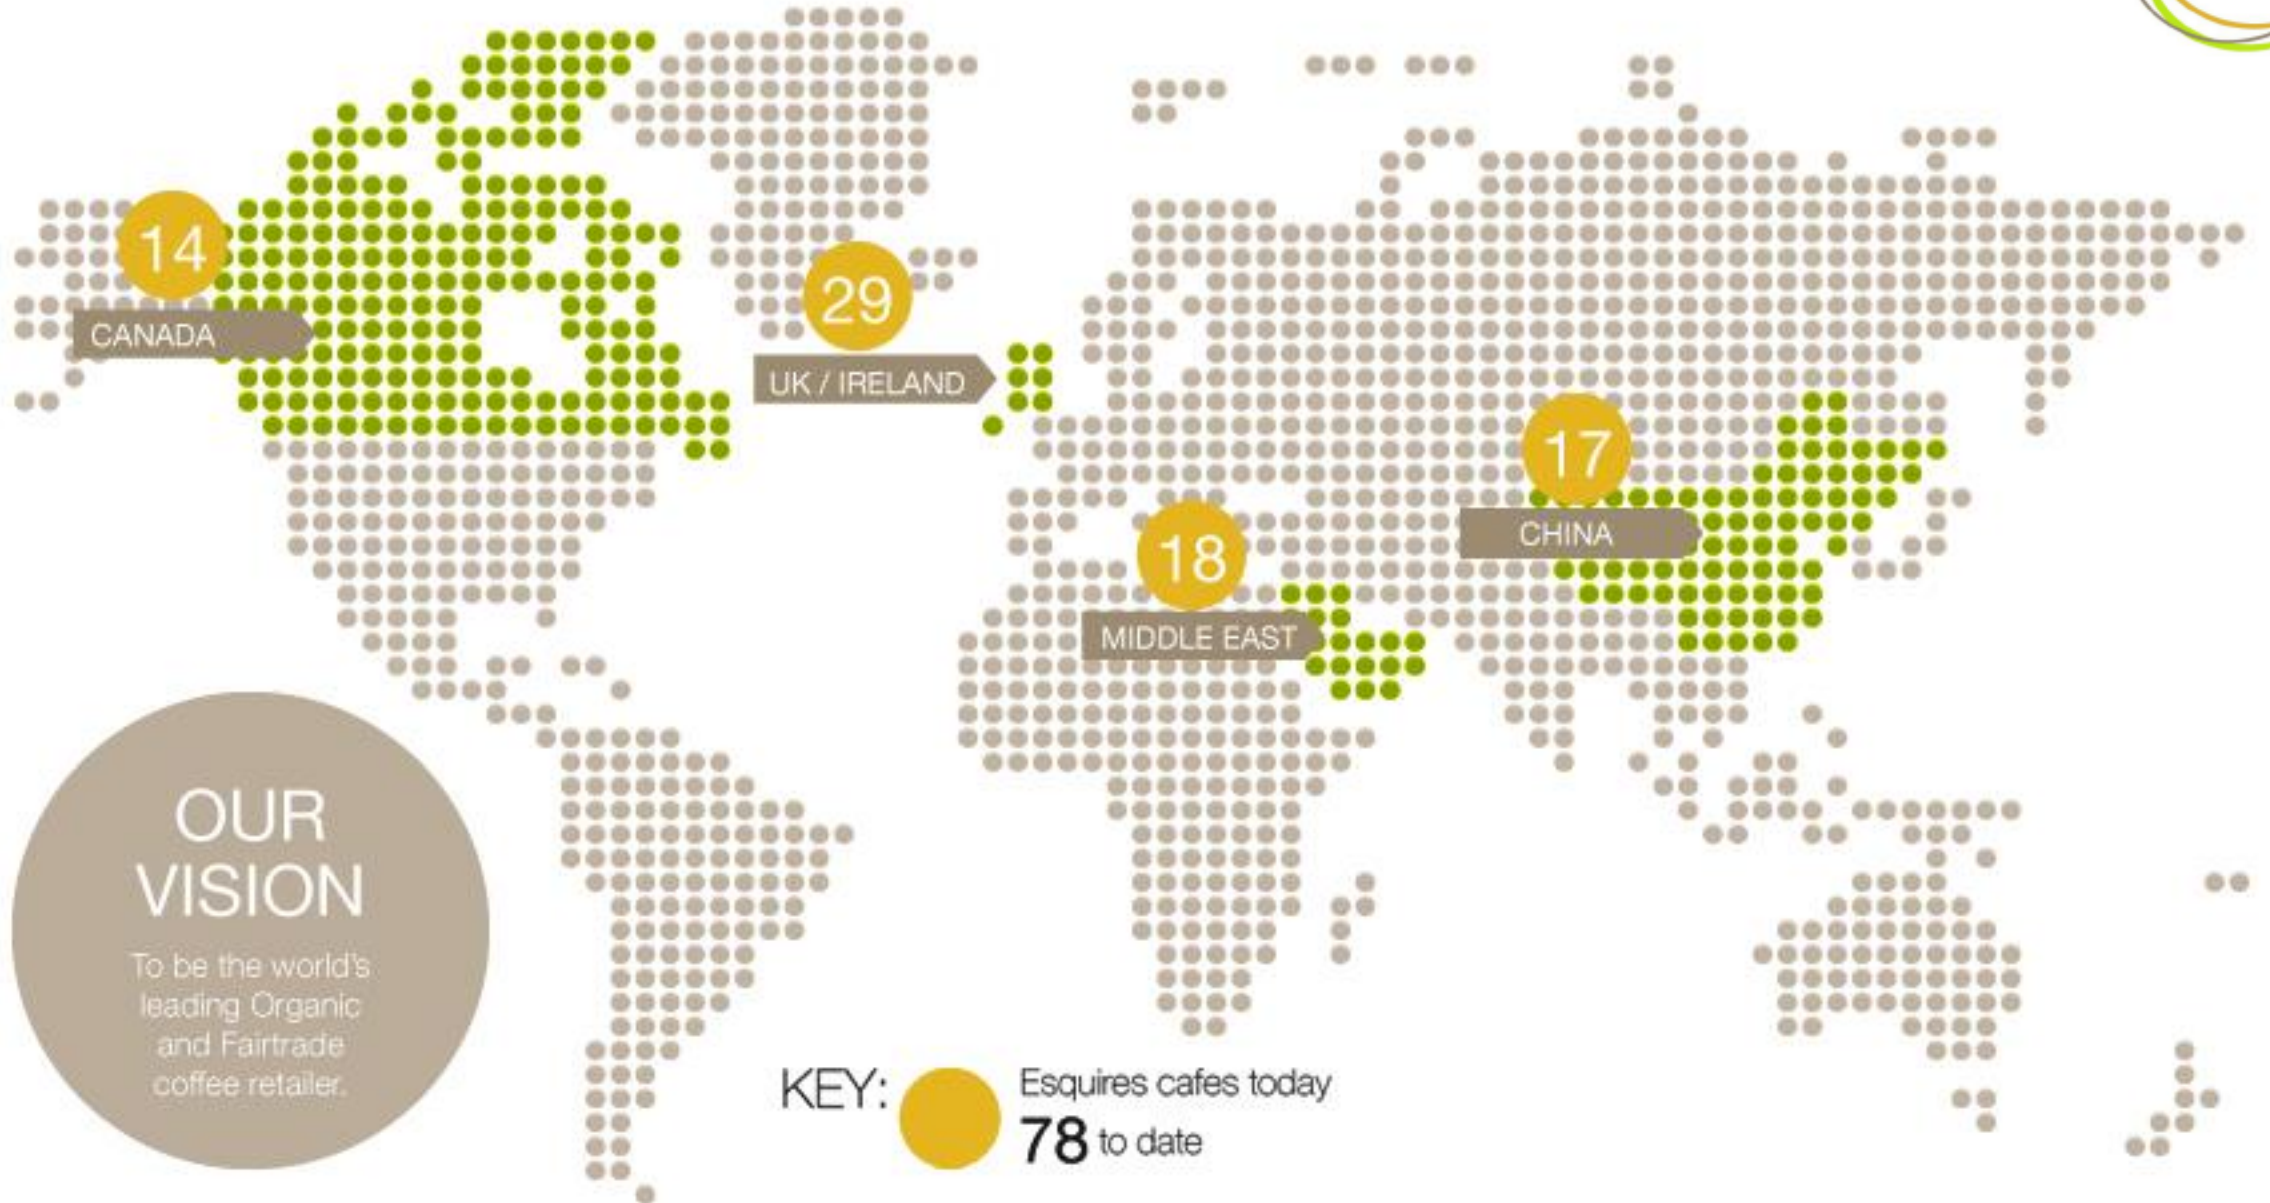 14
CANADA
29
UK / IRELAND
17
CHINA
18
MIDDLE EAST
OUR
VISION
To be the world's
leading Organic
and Fairtrade
coffee retailer.
KEY:
Esquires cafes today
78 to date